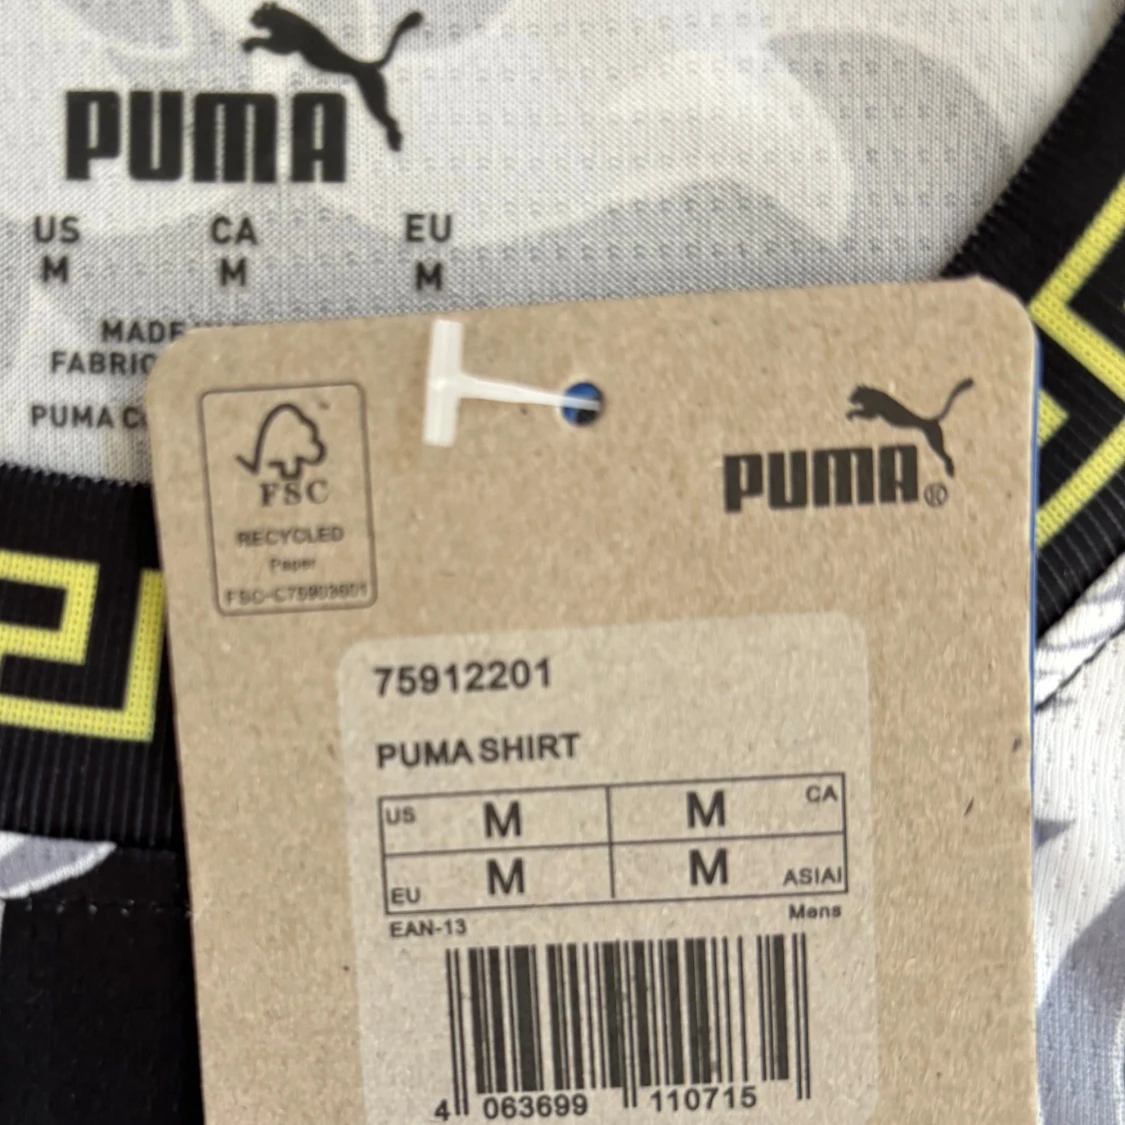 PUMA
US CA EU
M M M
MADE
FABRIC
PUMA C
FSC
RECYCLED
Paper
PUMA®
75912201
PUMA SHIRT
US M M CA
EU M M ASIAI
EAN-13 Mens
4 063699 110715